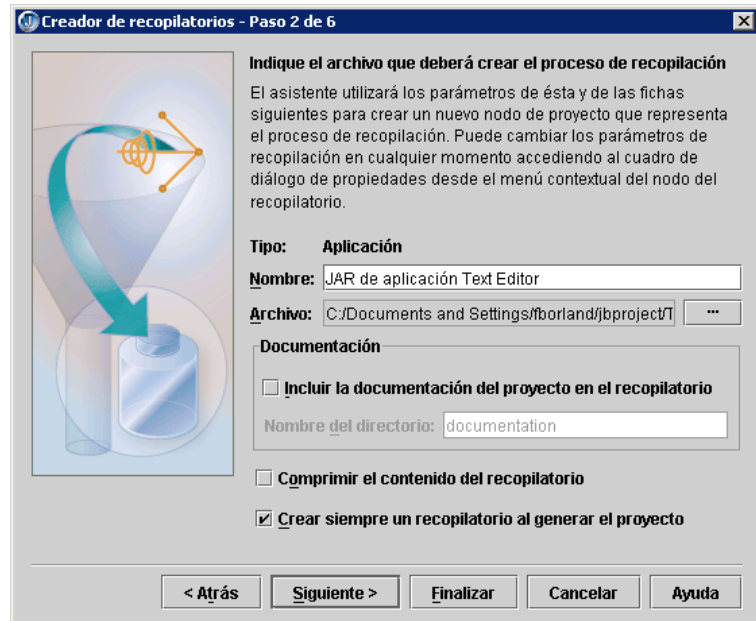 Creador de recopilatorios - Paso 2 de 6
Indique el archivo que deberá crear el proceso de recopilación
El asistente utilizará los parámetros de ésta y de las fichas
siguientes para crear un nuevo nodo de proyecto que representa
el proceso de recopilación. Puede cambiar los parámetros de
recopilación en cualquier momento accediendo al cuadro de
diálogo de propiedades desde el menú contextual del nodo del
recopilatorio.
Tipo: Aplicación
Nombre: JAR de aplicación Text Editor
Archivo: C:/Documents and Settings/fborland/jbproject/T ...
Documentación
Incluir la documentación del proyecto en el recopilatorio
Nombre del directorio: documentation
Comprimir el contenido del recopilatorio
Crear siempre un recopilatorio al generar el proyecto
< Atrás Siguiente > Finalizar Cancelar Ayuda